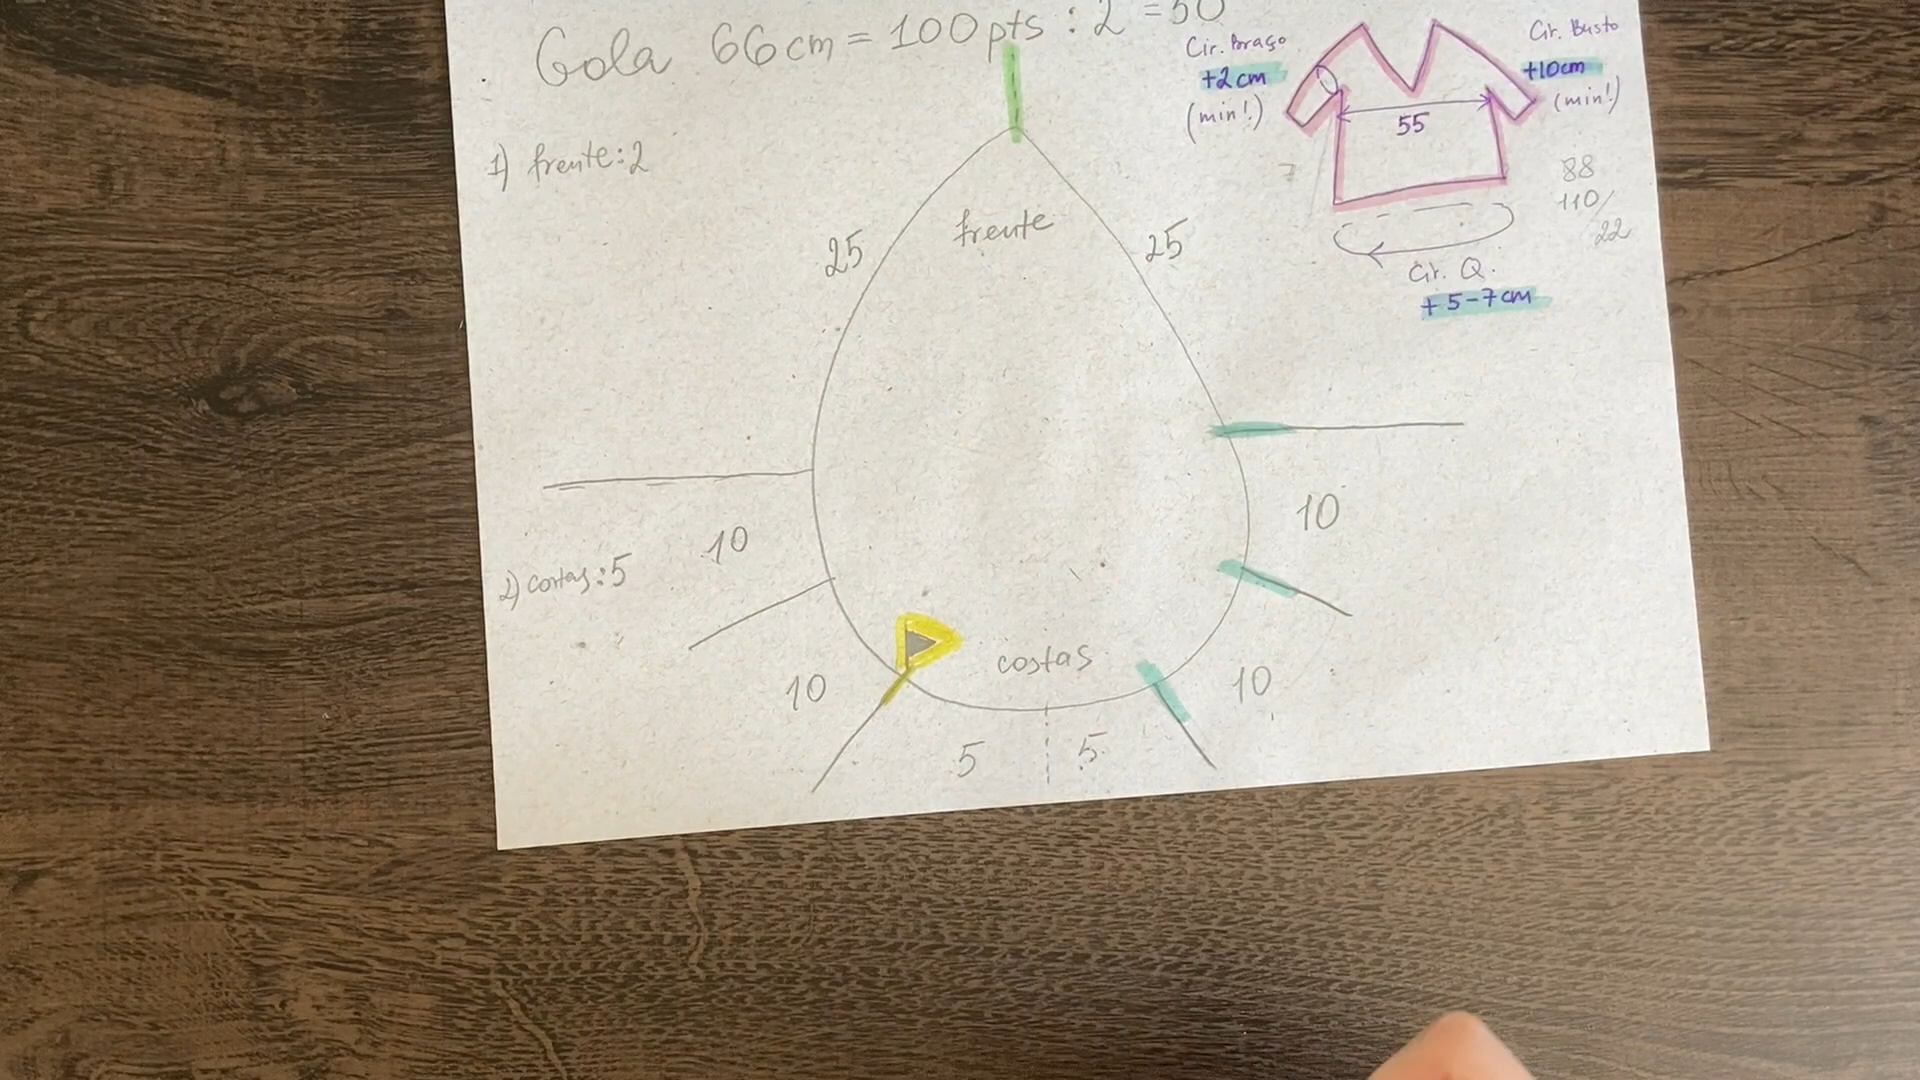 Gola 66cm = 100pts : 2 = 50
1) frente: 2
frente
25
25
10
10
2) costas: 5
10
costas
10
5
5
Cir. Braço
+2cm
(min!)
Cir. Busto
+10cm
(min!)
55
88
110/
22
Cir. Q.
+ 5-7cm